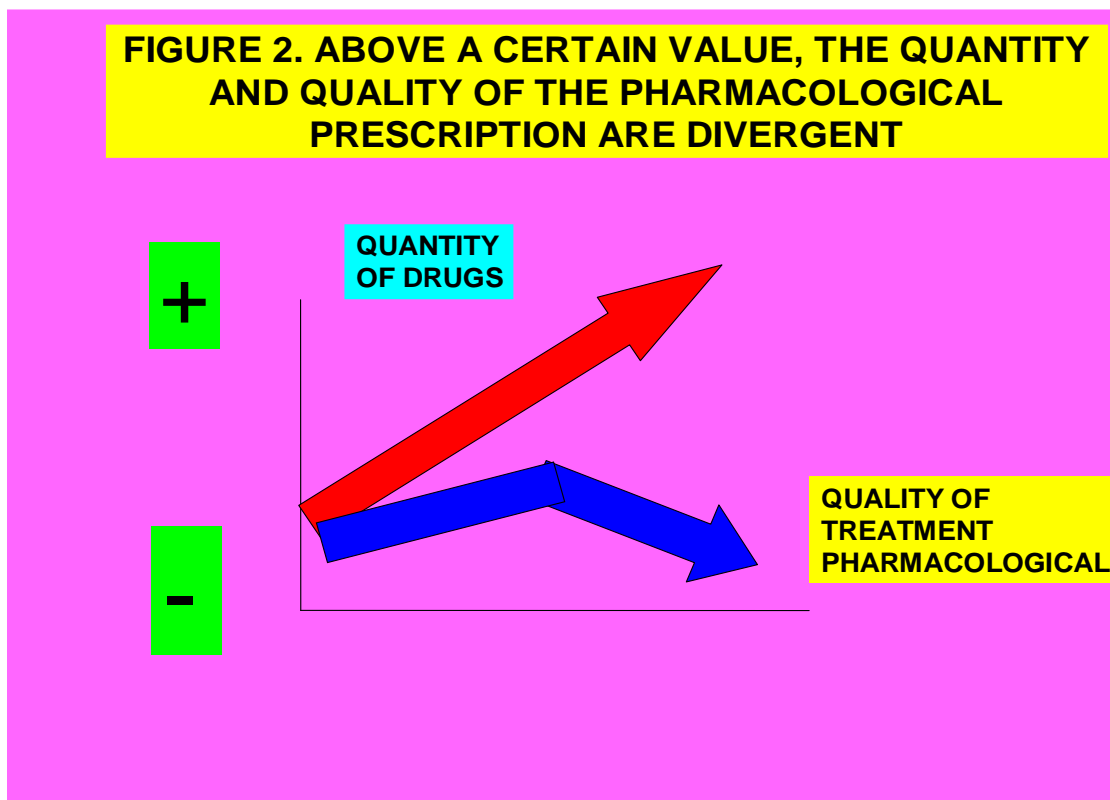 FIGURE 2. ABOVE A CERTAIN VALUE, THE QUANTITY
AND QUALITY OF THE PHARMACOLOGICAL
PRESCRIPTION ARE DIVERGENT
QUANTITY
OF DRUGS
+
QUALITY OF
TREATMENT
PHARMACOLOGICAL
-